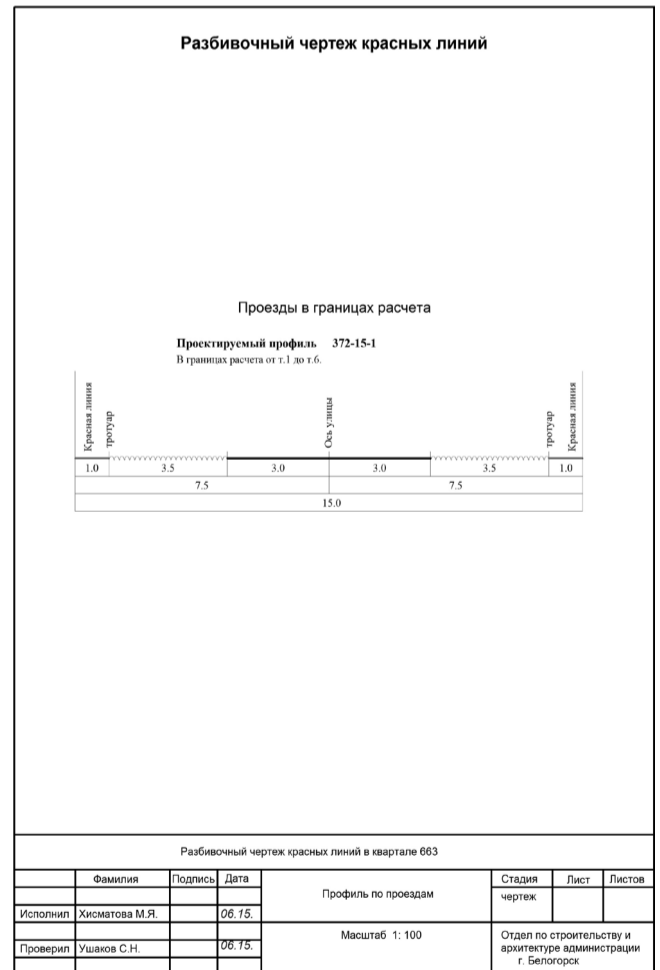 Разбивочный чертеж красных линий
Проезды в границах расчета
Проектируемый профиль 372-15-1
В границах расчета от т.1 до т.6.
Красная линия
тротуар
Ось улицы
тротуар
Красная линия
1.0 3.5 3.0 3.0 3.5 1.0
7.5 7.5
15.0
Разбивочный чертеж красных линий в квартале 663
Фамилия Подпись Дата
Стадия Лист Листов
Профиль по проездам
чертеж
Исполнил Хисматова М.Я. 06.15.
Масштаб 1: 100
Проверил Ушаков С.Н. 06.15.
Отдел по строительству и
архитектуре администрации
г. Белогорск